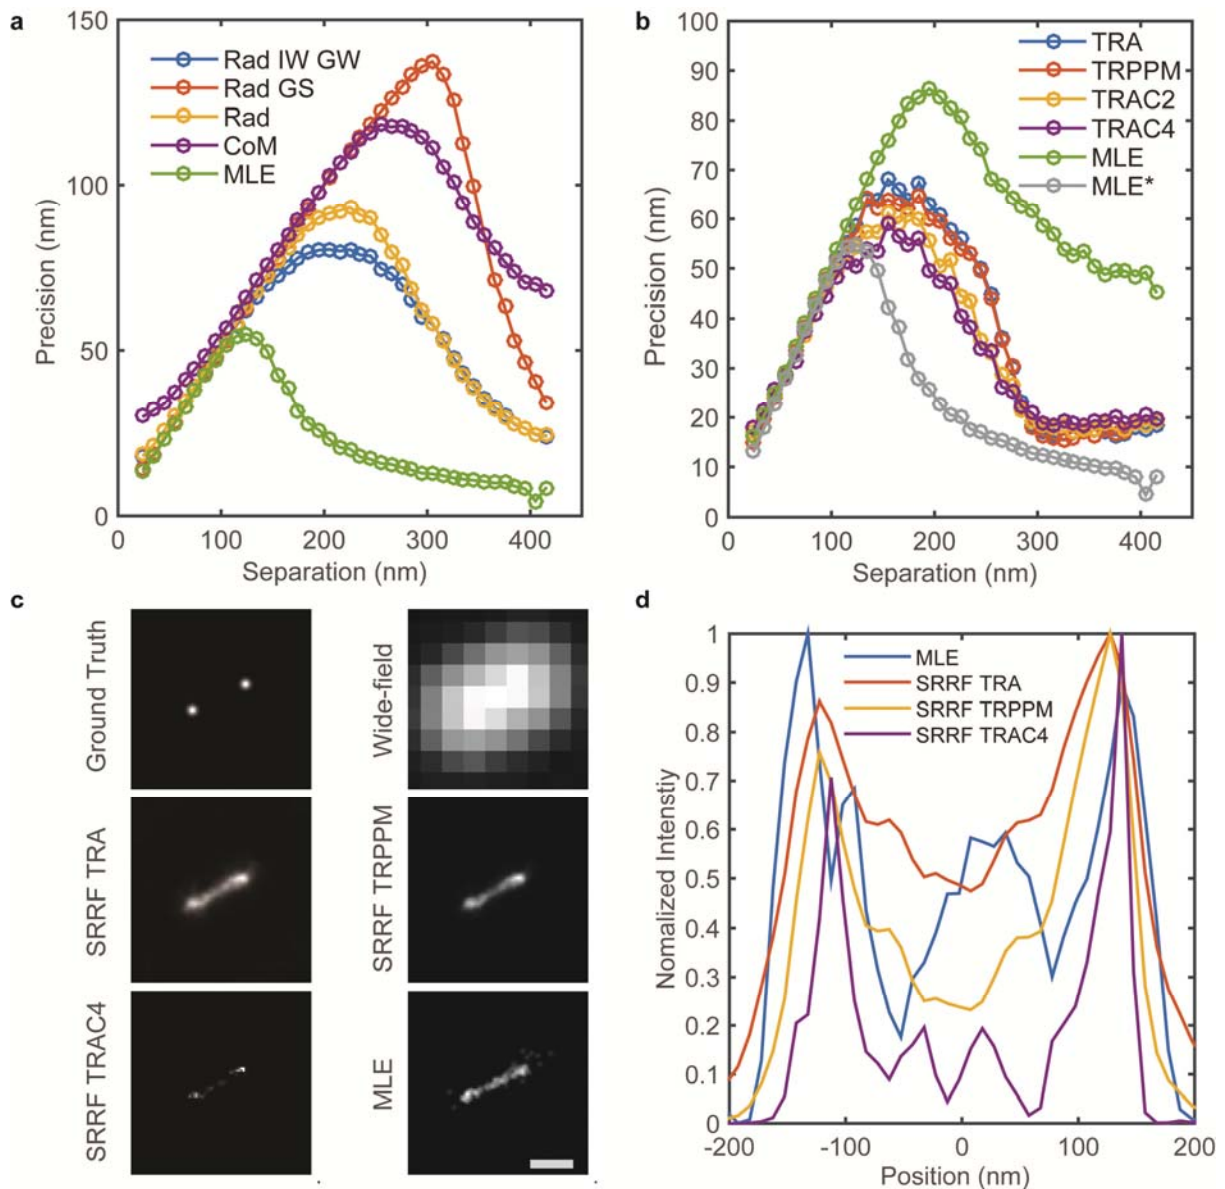 a
150
100
50
0
Precision (nm)
Rad IW GW
Rad GS
Rad
CoM
MLE
0 100 200 300 400
Separation (nm)
b
100
90
80
70
60
50
40
30
20
10
0
Precision (nm)
TRA
TRPPM
TRAC2
TRAC4
MLE
MLE*
0 100 200 300 400
Separation (nm)
c
Ground Truth
Wide-field
SRRF TRA
SRRF TRPPM
SRRF TRAC4
MLE
d
1
0.9
0.8
0.7
0.6
0.5
0.4
0.3
0.2
0.1
0
Nomalized Intenstiy
MLE
SRRF TRA
SRRF TRPPM
SRRF TRAC4
-200 -100 0 100 200
Position (nm)